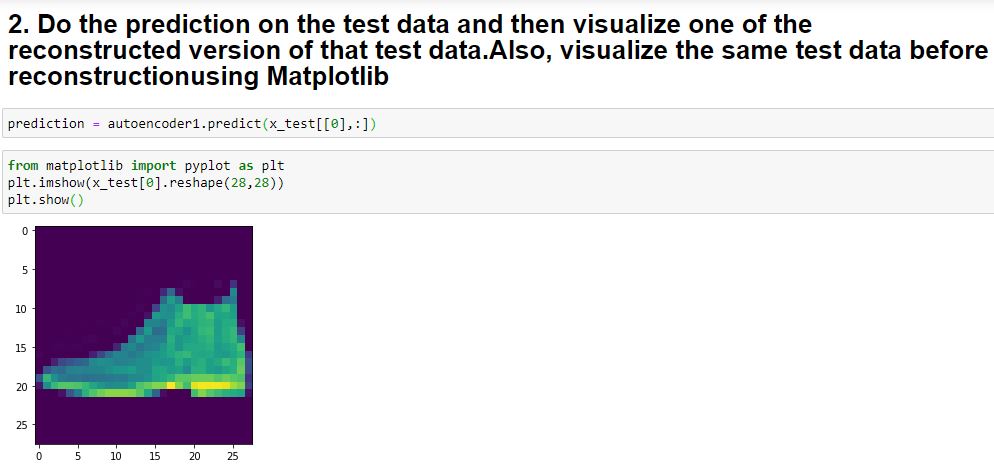 2. Do the prediction on the test data and then visualize one of the
reconstructed version of that test data.Also, visualize the same test data before
reconstructionusing Matplotlib
prediction = autoencoder1.predict(x_test[[0],:])
from matplotlib import pyplot as plt
plt.imshow(x_test[0].reshape(28,28))
plt.show()
0
5
10
15
20
25
0 5 10 15 20 25